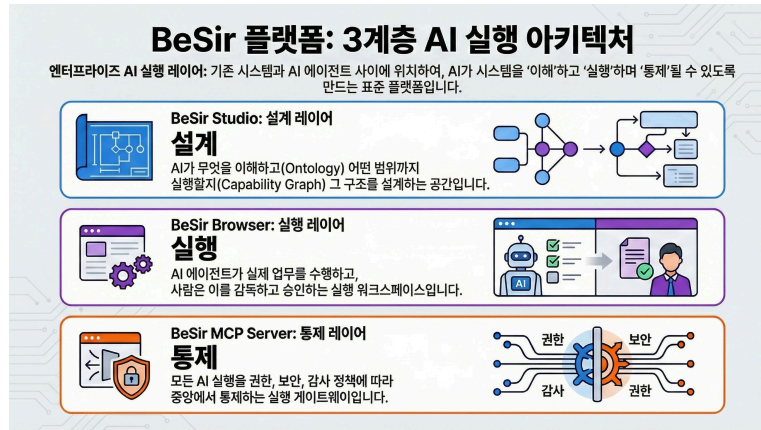 BeSir 플랫폼: 3계층 AI 실행 아키텍처
엔터프라이즈 AI 실행 레이어: 기존 시스템과 AI 에이전트 사이에 위치하여, AI가 시스템을 ‘이해’하고 ‘실행’하며 ‘통제’될 수 있도록
만드는 표준 플랫폼입니다.
BeSir Studio: 설계 레이어
설계
AI가 무엇을 이해하고(Ontology) 어떤 범위까지
실행할지(Capability Graph) 그 구조를 설계하는 공간입니다.
BeSir Browser: 실행 레이어
실행
AI 에이전트가 실제 업무를 수행하고,
사람은 이를 감독하고 승인하는 실행 워크스페이스입니다.
AI
BeSir MCP Server: 통제 레이어
통제
모든 AI 실행을 권한, 보안, 감사 정책에 따라
중앙에서 통제하는 실행 게이트웨이입니다.
권한
보안
감사
권한